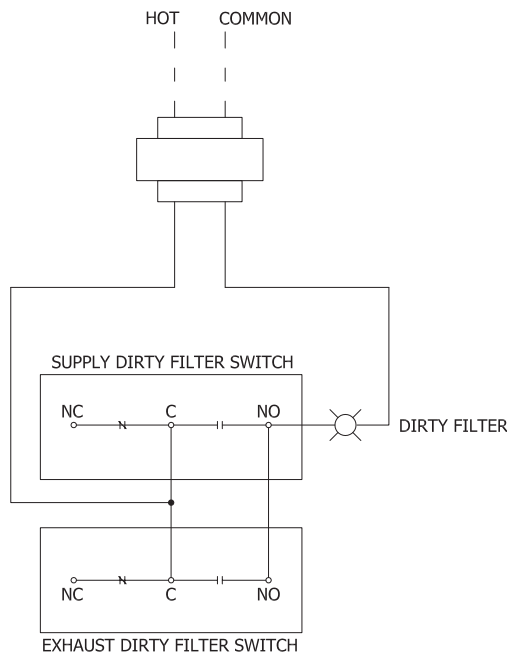 HOT COMMON
SUPPLY DIRTY FILTER SWITCH
NC C NO
DIRTY FILTER
NC C NO
EXHAUST DIRTY FILTER SWITCH